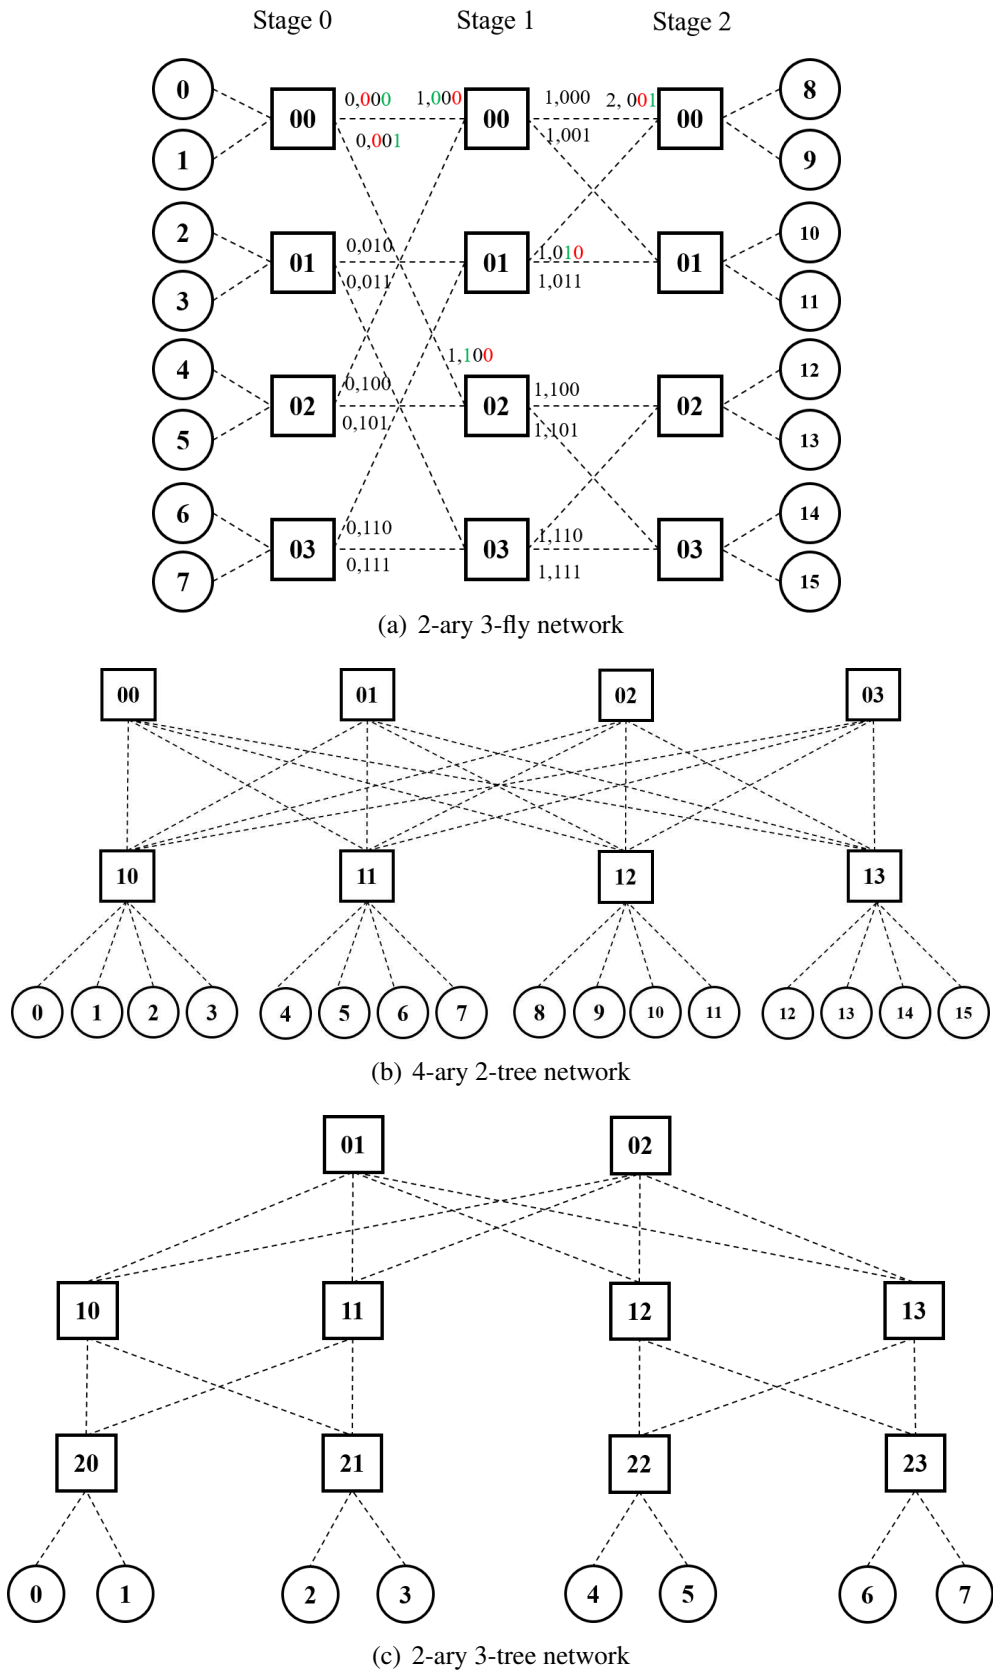 Stage 0 Stage 1 Stage 2
0 00 0,000 1,000 00 1,000 2, 001 00 8
0,001 1,001
1 9
2 01 0,010 01 1,010 01 10
0,011 1,011
3 11
1,100
4 02 0,100 02 1,100 02 12
0,101 1,101
5 13
6 03 0,110 03 1,110 03 14
0,111 1,111
7 15
(a) 2-ary 3-fly network
00 01 02 03
10 11 12 13
0 1 2 3 4 5 6 7 8 9 10 11 12 13 14 15
(b) 4-ary 2-tree network
01 02
10 11 12 13
20 21 22 23
0 1 2 3 4 5 6 7
(c) 2-ary 3-tree network